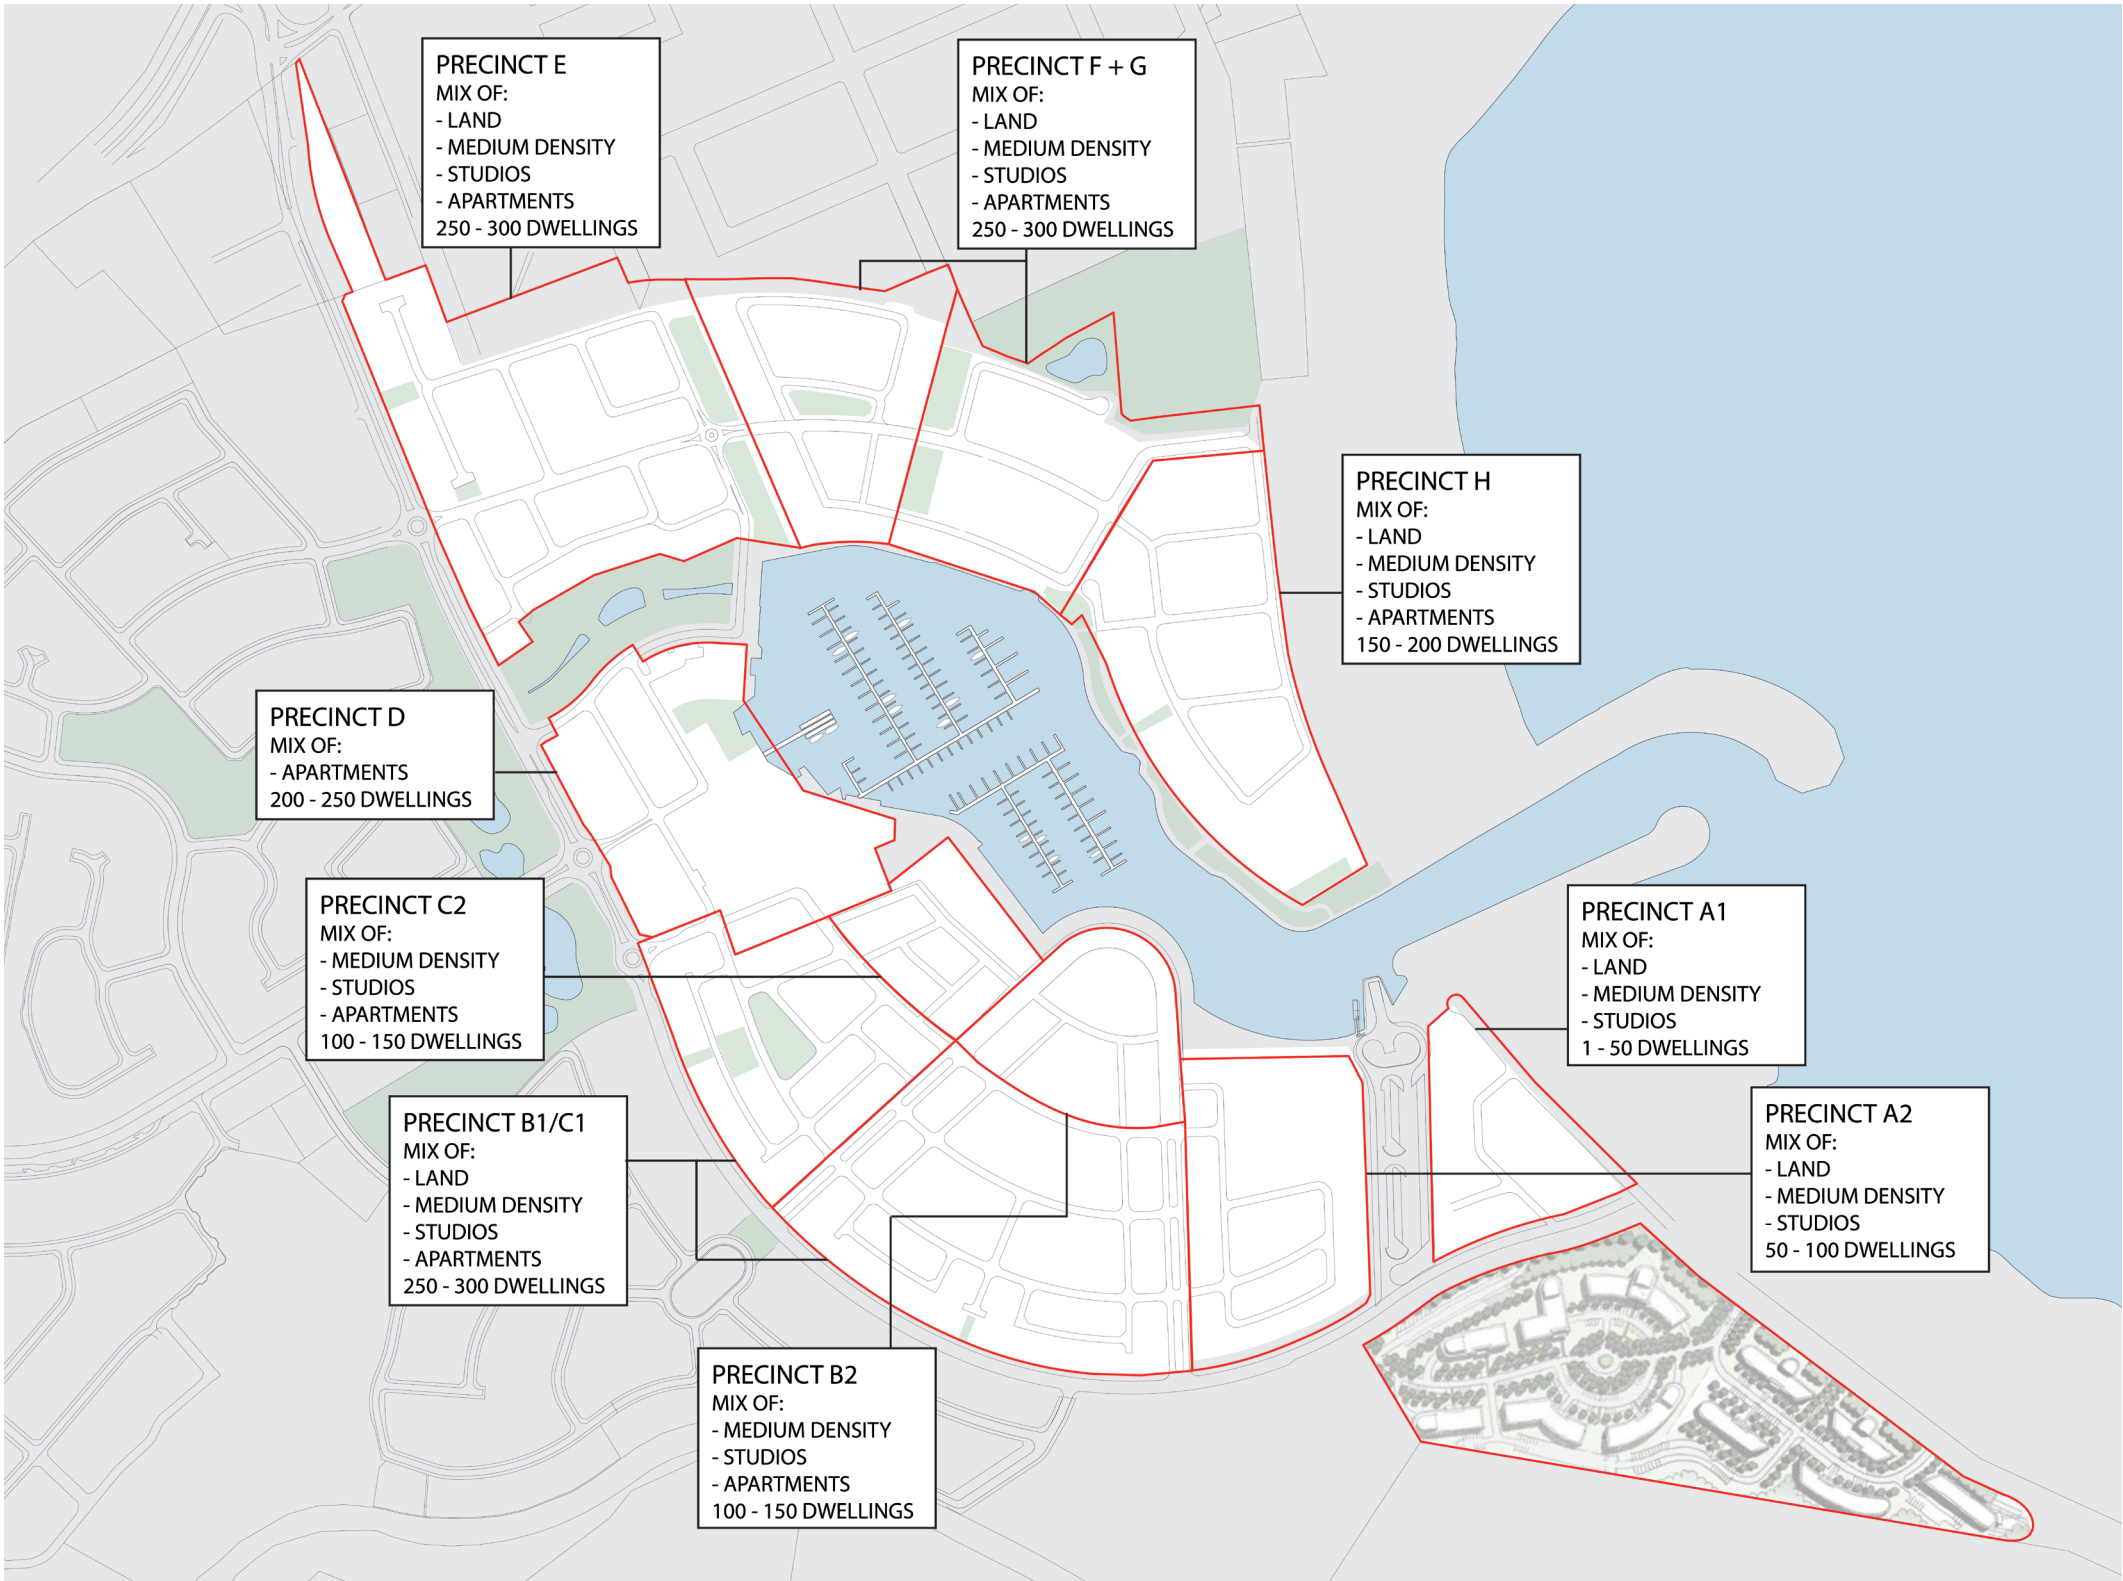 PRECINCT E
MIX OF:
- LAND
- MEDIUM DENSITY
- STUDIOS
- APARTMENTS
250 - 300 DWELLINGS
PRECINCT F + G
MIX OF:
- LAND
- MEDIUM DENSITY
- STUDIOS
- APARTMENTS
250 - 300 DWELLINGS
PRECINCT H
MIX OF:
- LAND
- MEDIUM DENSITY
- STUDIOS
- APARTMENTS
150 - 200 DWELLINGS
PRECINCT D
MIX OF:
- APARTMENTS
200 - 250 DWELLINGS
PRECINCT C2
MIX OF:
- MEDIUM DENSITY
- STUDIOS
- APARTMENTS
100 - 150 DWELLINGS
PRECINCT A1
MIX OF:
- LAND
- MEDIUM DENSITY
- STUDIOS
1 - 50 DWELLINGS
PRECINCT B1/C1
MIX OF:
- LAND
- MEDIUM DENSITY
- STUDIOS
- APARTMENTS
250 - 300 DWELLINGS
PRECINCT A2
MIX OF:
- LAND
- MEDIUM DENSITY
- STUDIOS
50 - 100 DWELLINGS
PRECINCT B2
MIX OF:
- MEDIUM DENSITY
- STUDIOS
- APARTMENTS
100 - 150 DWELLINGS